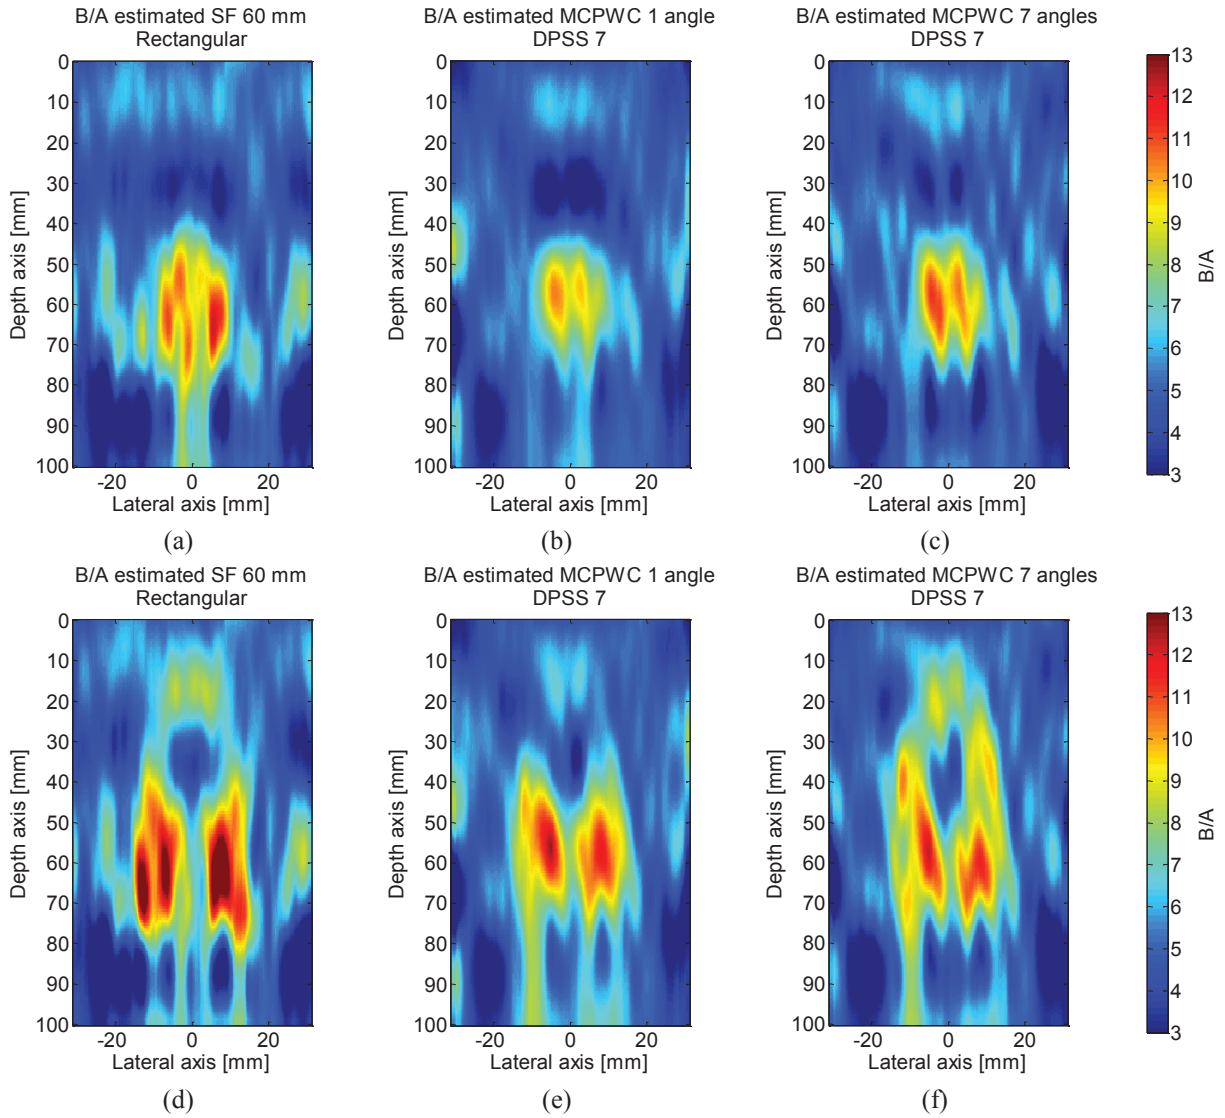 B/A estimated SF 60 mm
Rectangular
B/A estimated MCPWC 1 angle
DPSS 7
B/A estimated MCPWC 7 angles
DPSS 7
0
10
20
30
40
50
60
70
80
90
100
Depth axis [mm]
-20 0 20
Lateral axis [mm]
(a)
0
10
20
30
40
50
60
70
80
90
100
Depth axis [mm]
-20 0 20
Lateral axis [mm]
(b)
0
10
20
30
40
50
60
70
80
90
100
Depth axis [mm]
-20 0 20
Lateral axis [mm]
(c)
13
12
11
10
9
8
7
6
5
4
3
B/A
B/A estimated SF 60 mm
Rectangular
B/A estimated MCPWC 1 angle
DPSS 7
B/A estimated MCPWC 7 angles
DPSS 7
0
10
20
30
40
50
60
70
80
90
100
Depth axis [mm]
-20 0 20
Lateral axis [mm]
(d)
0
10
20
30
40
50
60
70
80
90
100
Depth axis [mm]
-20 0 20
Lateral axis [mm]
(e)
0
10
20
30
40
50
60
70
80
90
100
Depth axis [mm]
-20 0 20
Lateral axis [mm]
(f)
13
12
11
10
9
8
7
6
5
4
3
B/A